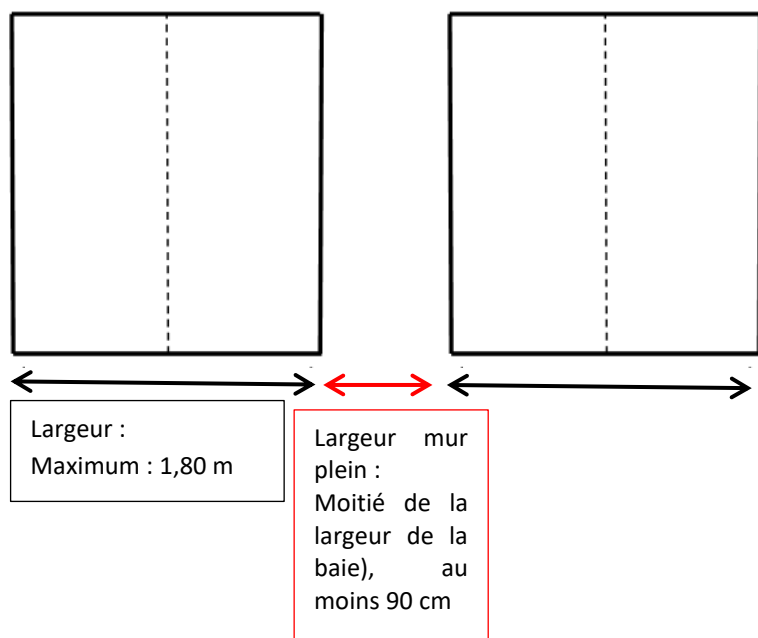 Largeur :
Maximum : 1,80 m
Largeur mur
plein :
Moitié de la
largeur de la
baie), au
moins 90 cm